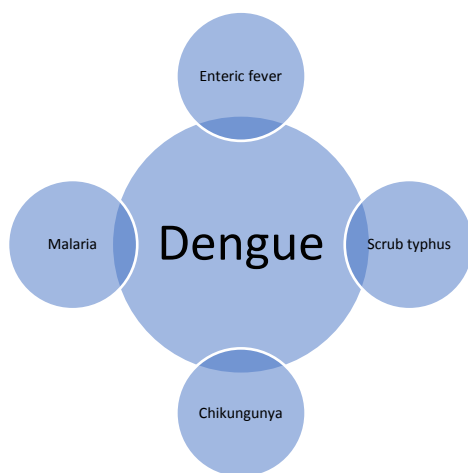 Enteric fever
Malaria
Dengue
Scrub typhus
Chikungunya